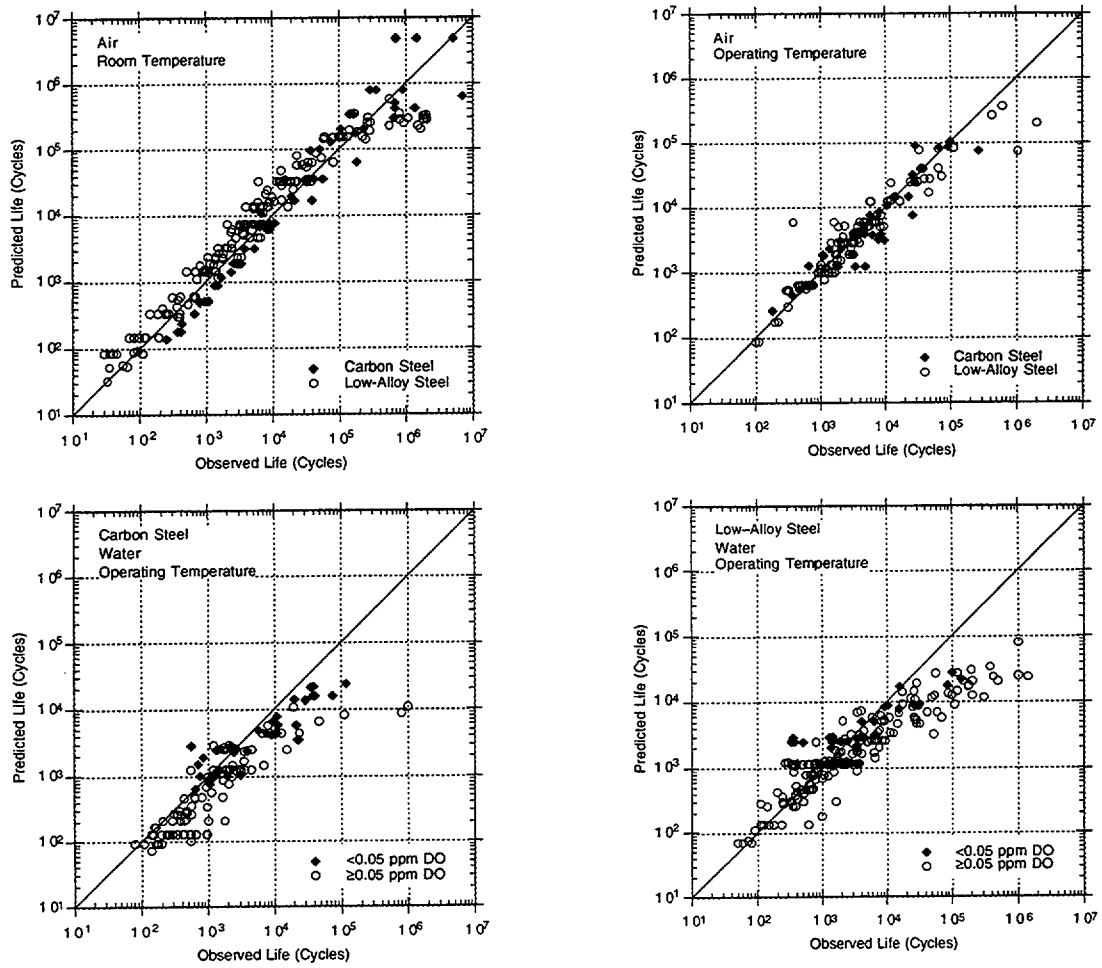 Air
Room Temperature
Predicted Life (Cycles)
10^7
10^6
10^5
10^4
10^3
10^2
10^1
Carbon Steel
Low-Alloy Steel
10^1 10^2 10^3 10^4 10^5 10^6 10^7
Observed Life (Cycles)
Air
Operating Temperature
Predicted Life (Cycles)
10^7
10^6
10^5
10^4
10^3
10^2
10^1
Carbon Steel
Low-Alloy Steel
10^1 10^2 10^3 10^4 10^5 10^6 10^7
Observed Life (Cycles)
Carbon Steel
Water
Operating Temperature
Predicted Life (Cycles)
10^7
10^6
10^5
10^4
10^3
10^2
10^1
<0.05 ppm DO
≥0.05 ppm DO
10^1 10^2 10^3 10^4 10^5 10^6 10^7
Observed Life (Cycles)
Low–Alloy Steel
Water
Operating Temperature
Predicted Life (Cycles)
10^7
10^6
10^5
10^4
10^3
10^2
10^1
<0.05 ppm DO
≥0.05 ppm DO
10^1 10^2 10^3 10^4 10^5 10^6 10^7
Observed Life (Cycles)